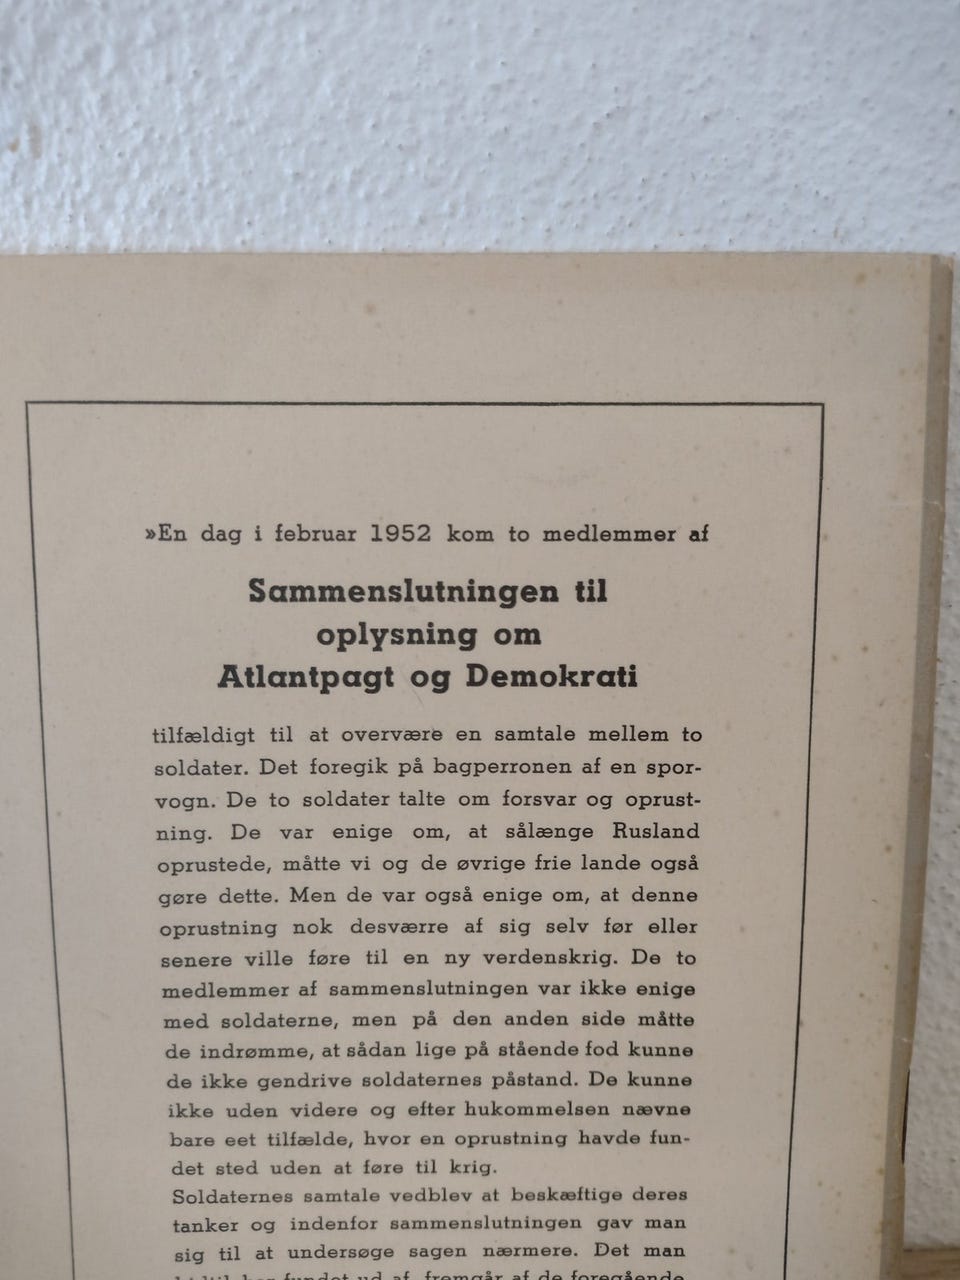 »En dag i februar 1952 kom to medlemmer af
Sammenslutningen til
oplysning om
Atlantpagt og Demokrati
tilfældigt til at overvære en samtale mellem to
soldater. Det foregik på bagperronen af en spor-
vogn. De to soldater talte om forsvar og oprust-
ning. De var enige om, at sålænge Rusland
oprustede, måtte vi og de øvrige frie lande også
gøre dette. Men de var også enige om, at denne
oprustning nok desværre af sig selv før eller
senere ville føre til en ny verdenskrig. De to
medlemmer af sammenslutningen var ikke enige
med soldaterne, men på den anden side måtte
de indrømme, at sådan lige på stående fod kunne
de ikke gendrive soldaternes påstand. De kunne
ikke uden videre og efter hukommelsen nævne
bare eet tilfælde, hvor en oprustning havde fun-
det sted uden at føre til krig.
Soldaternes samtale vedblev at beskæftige deres
tanker og indenfor sammenslutningen gav man
sig til at undersøge sagen nærmere. Det man
har fundet ud af, fremgår af de foregående